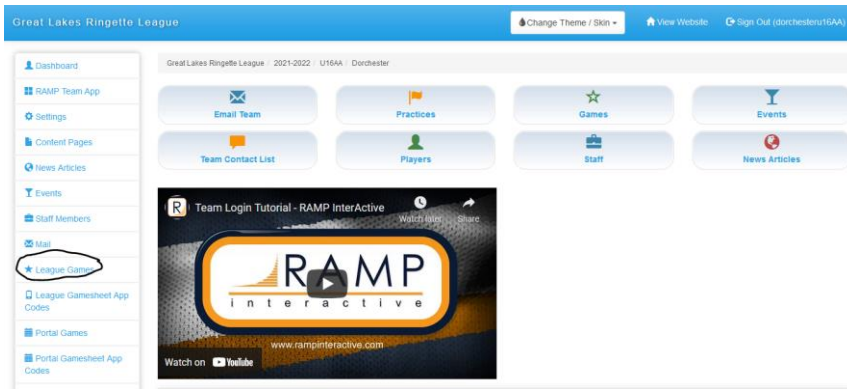 Great Lakes Ringette League
Change Theme / Skin
View Website
Sign Out (dorchesteru16AA)
Dashboard
RAMP Team App
Settings
Content Pages
News Articles
Events
Staff Members
Mail
League Games
League Gamesheet App
Codes
Portal Games
Portal Gamesheet App
Codes
Great Lakes Ringette League / 2021-2022 / U16AA / Dorchester
Email Team
Practices
Games
Events
Team Contact List
Players
Staff
News Articles
R Team Login Tutorial - RAMP InterActive
Watch later
Share
RAMP
interactive
www.rampinteractive.com
Watch on YouTube